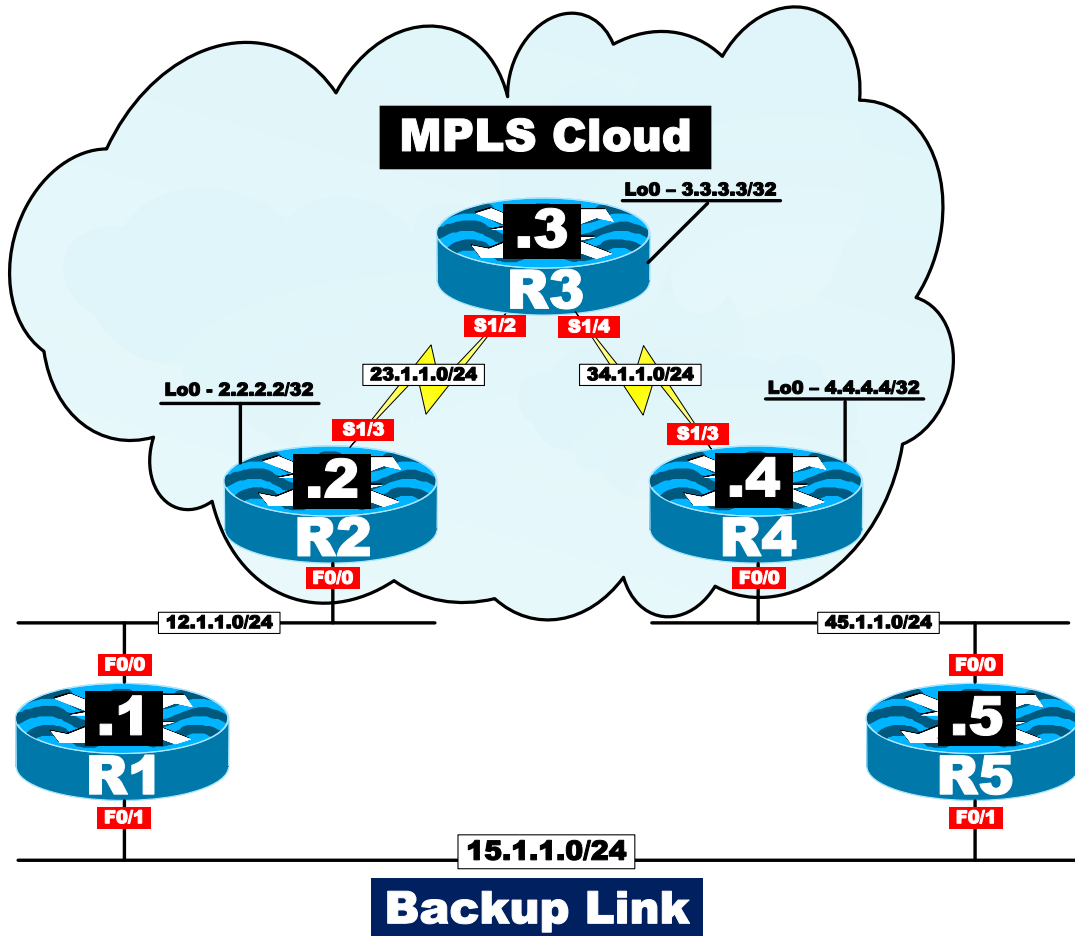 MPLS Cloud
Lo0 – 3.3.3.3/32
.3
R3
S1/2
S1/4
23.1.1.0/24
34.1.1.0/24
Lo0 - 2.2.2.2/32
Lo0 – 4.4.4.4/32
S1/3
S1/3
.2
R2
.4
R4
F0/0
F0/0
12.1.1.0/24
45.1.1.0/24
F0/0
F0/0
.1
R1
.5
R5
F0/1
F0/1
15.1.1.0/24
Backup Link